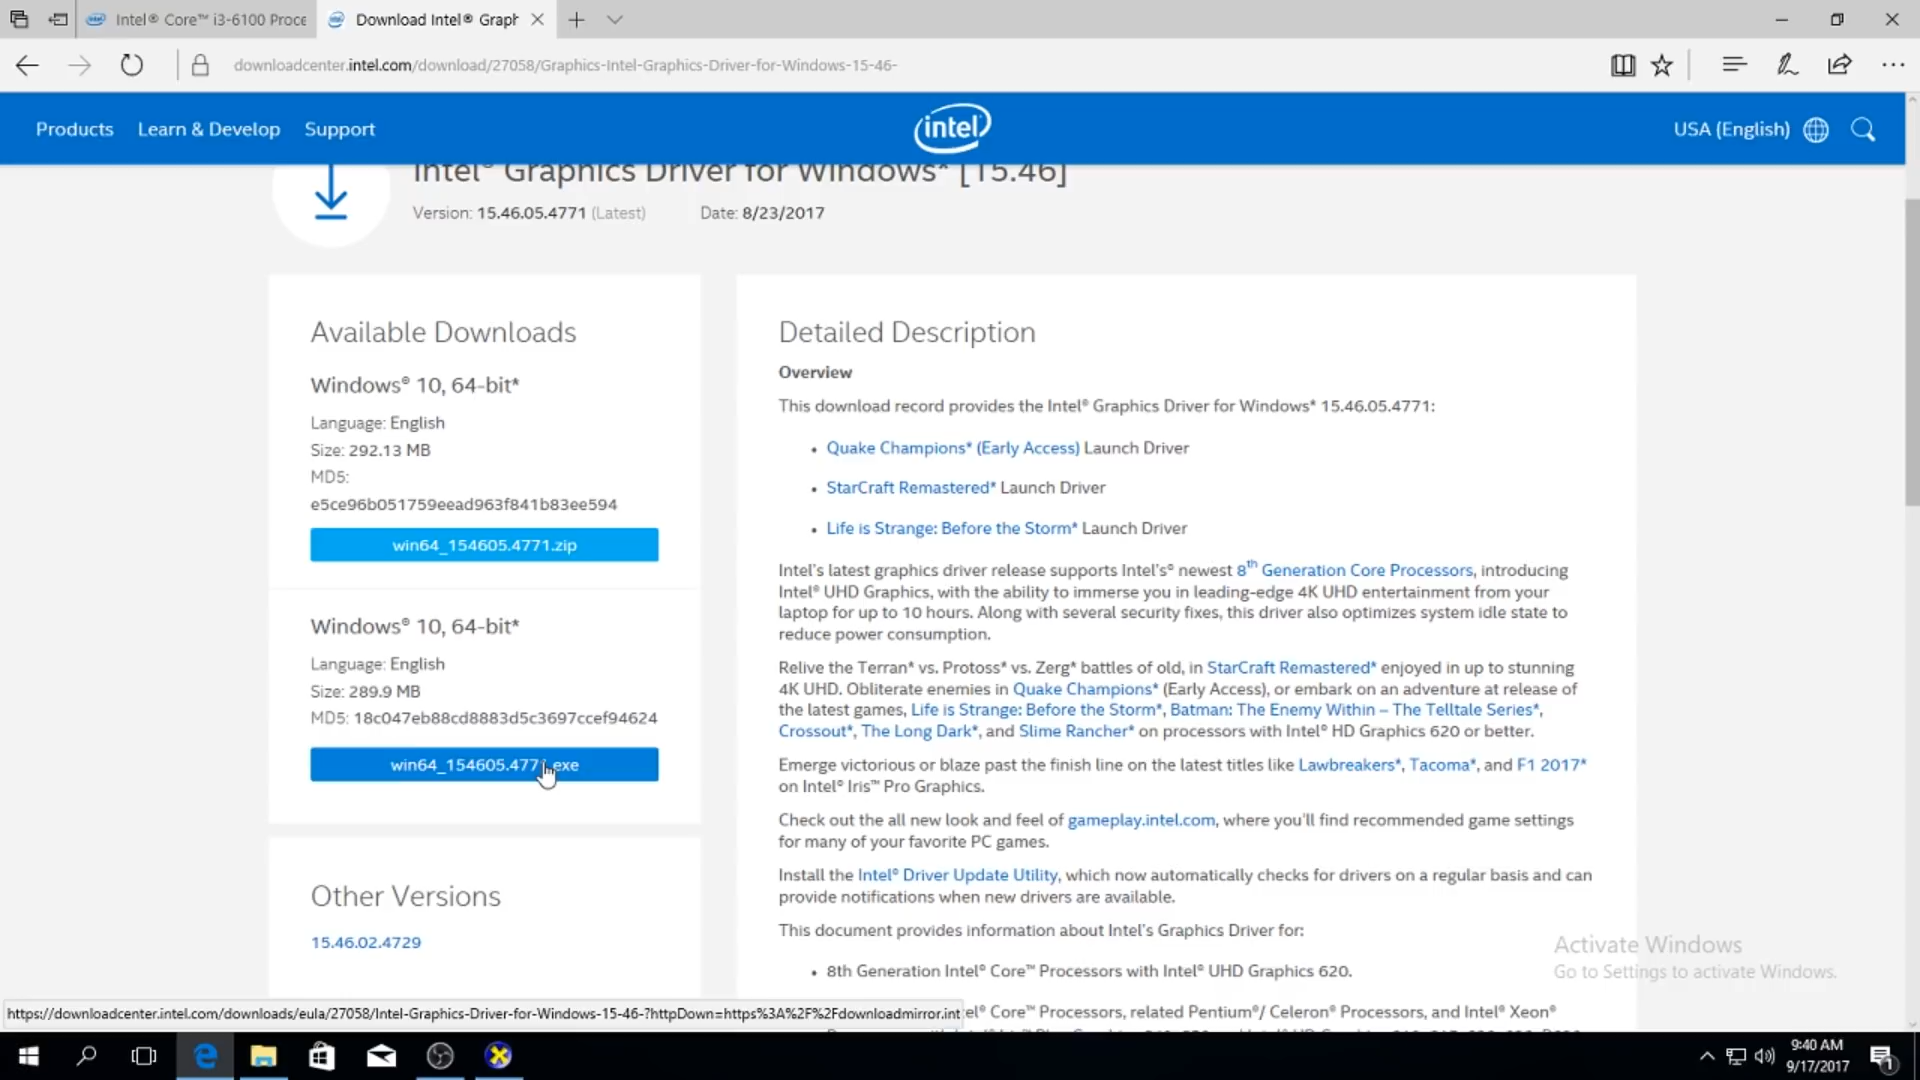 Intel® Core™ i3-6100 Proce
Download Intel® Graph
downloadcenter.intel.com/download/27058/Graphics-Intel-Graphics-Driver-for-Windows-15-46-
Products Learn & Develop Support
intel
USA (English)
Intel® Graphics Driver for Windows* [15.46]
Version: 15.46.05.4771 (Latest) Date: 8/23/2017
Available Downloads
Windows® 10, 64-bit*
Language: English
Size: 292.13 MB
MD5:
e5ce96b051759eead963f841b83ee594
win64_154605.4771.zip
Windows® 10, 64-bit*
Language: English
Size: 289.9 MB
MD5: 18c047eb88cd8883d5c3697ccef94624
win64_154605.4771.exe
Other Versions
15.46.02.4729
Detailed Description
Overview
This download record provides the Intel® Graphics Driver for Windows* 15.46.05.4771:
• Quake Champions* (Early Access) Launch Driver
• StarCraft Remastered* Launch Driver
• Life is Strange: Before the Storm* Launch Driver
Intel's latest graphics driver release supports Intel's® newest 8th Generation Core Processors, introducing
Intel® UHD Graphics, with the ability to immerse you in leading-edge 4K UHD entertainment from your
laptop for up to 10 hours. Along with several security fixes, this driver also optimizes system idle state to
reduce power consumption.
Relive the Terran* vs. Protoss* vs. Zerg* battles of old, in StarCraft Remastered* enjoyed in up to stunning
4K UHD. Obliterate enemies in Quake Champions* (Early Access), or embark on an adventure at release of
the latest games, Life is Strange: Before the Storm*, Batman: The Enemy Within – The Telltale Series*,
Crossout*, The Long Dark*, and Slime Rancher* on processors with Intel® HD Graphics 620 or better.
Emerge victorious or blaze past the finish line on the latest titles like Lawbreakers*, Tacoma*, and F1 2017*
on Intel® Iris™ Pro Graphics.
Check out the all new look and feel of gameplay.intel.com, where you'll find recommended game settings
for many of your favorite PC games.
Install the Intel® Driver Update Utility, which now automatically checks for drivers on a regular basis and can
provide notifications when new drivers are available.
This document provides information about Intel's Graphics Driver for:
• 8th Generation Intel® Core™ Processors with Intel® UHD Graphics 620.
tel® Core™ Processors, related Pentium®/ Celeron® Processors, and Intel® Xeon®
Activate Windows
Go to Settings to activate Windows.
https://downloadcenter.intel.com/downloads/eula/27058/Intel-Graphics-Driver-for-Windows-15-46-?httpDown=https%3A%2F%2Fdownloadmirror.int
9:40 AM
9/17/2017
1